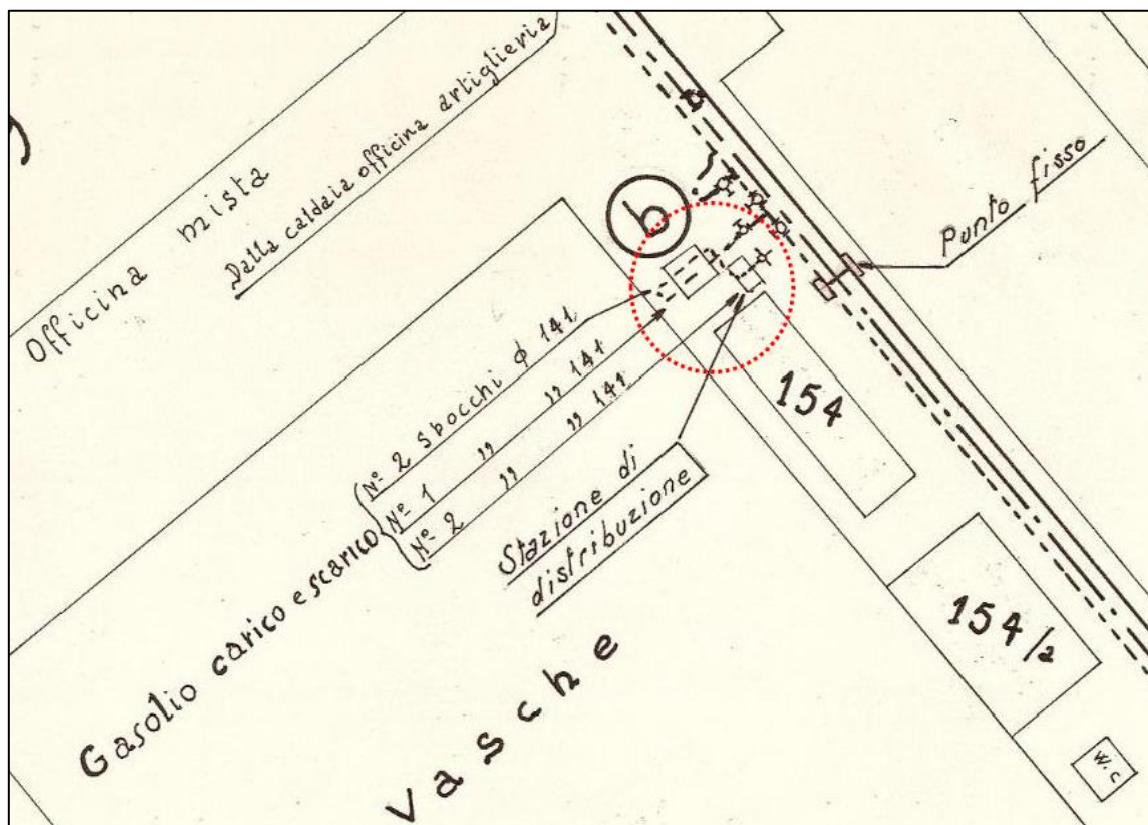 Officina mista
Dalla caldaia officina artiglieria
b
Punto fisso
Gasolio carico e scarico
N° 2 sbocchi ϕ 141
N° 1 " " 141
N° 2 " " 141
Stazione di
distribuzione
154
154/2
W.C
Vasche